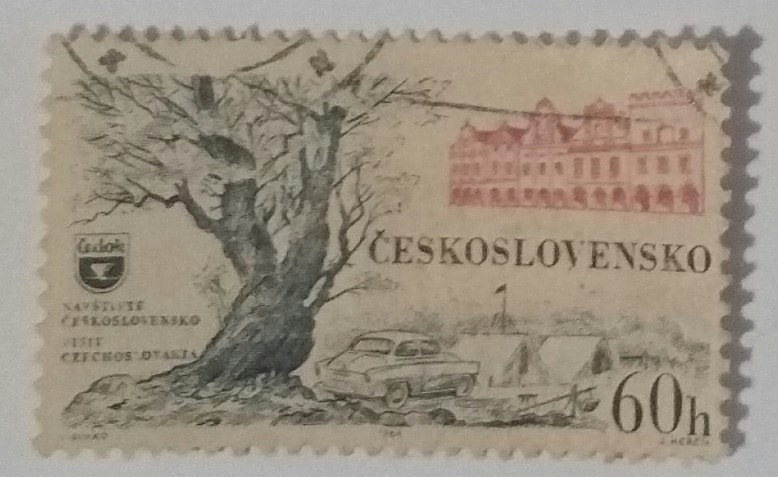 ČESKOSLOVENSKO
Čedok
NAVŠTIVTE
ČESKOSLOVENSKO
VISIT
CZECHOSLOVAKIA
60h